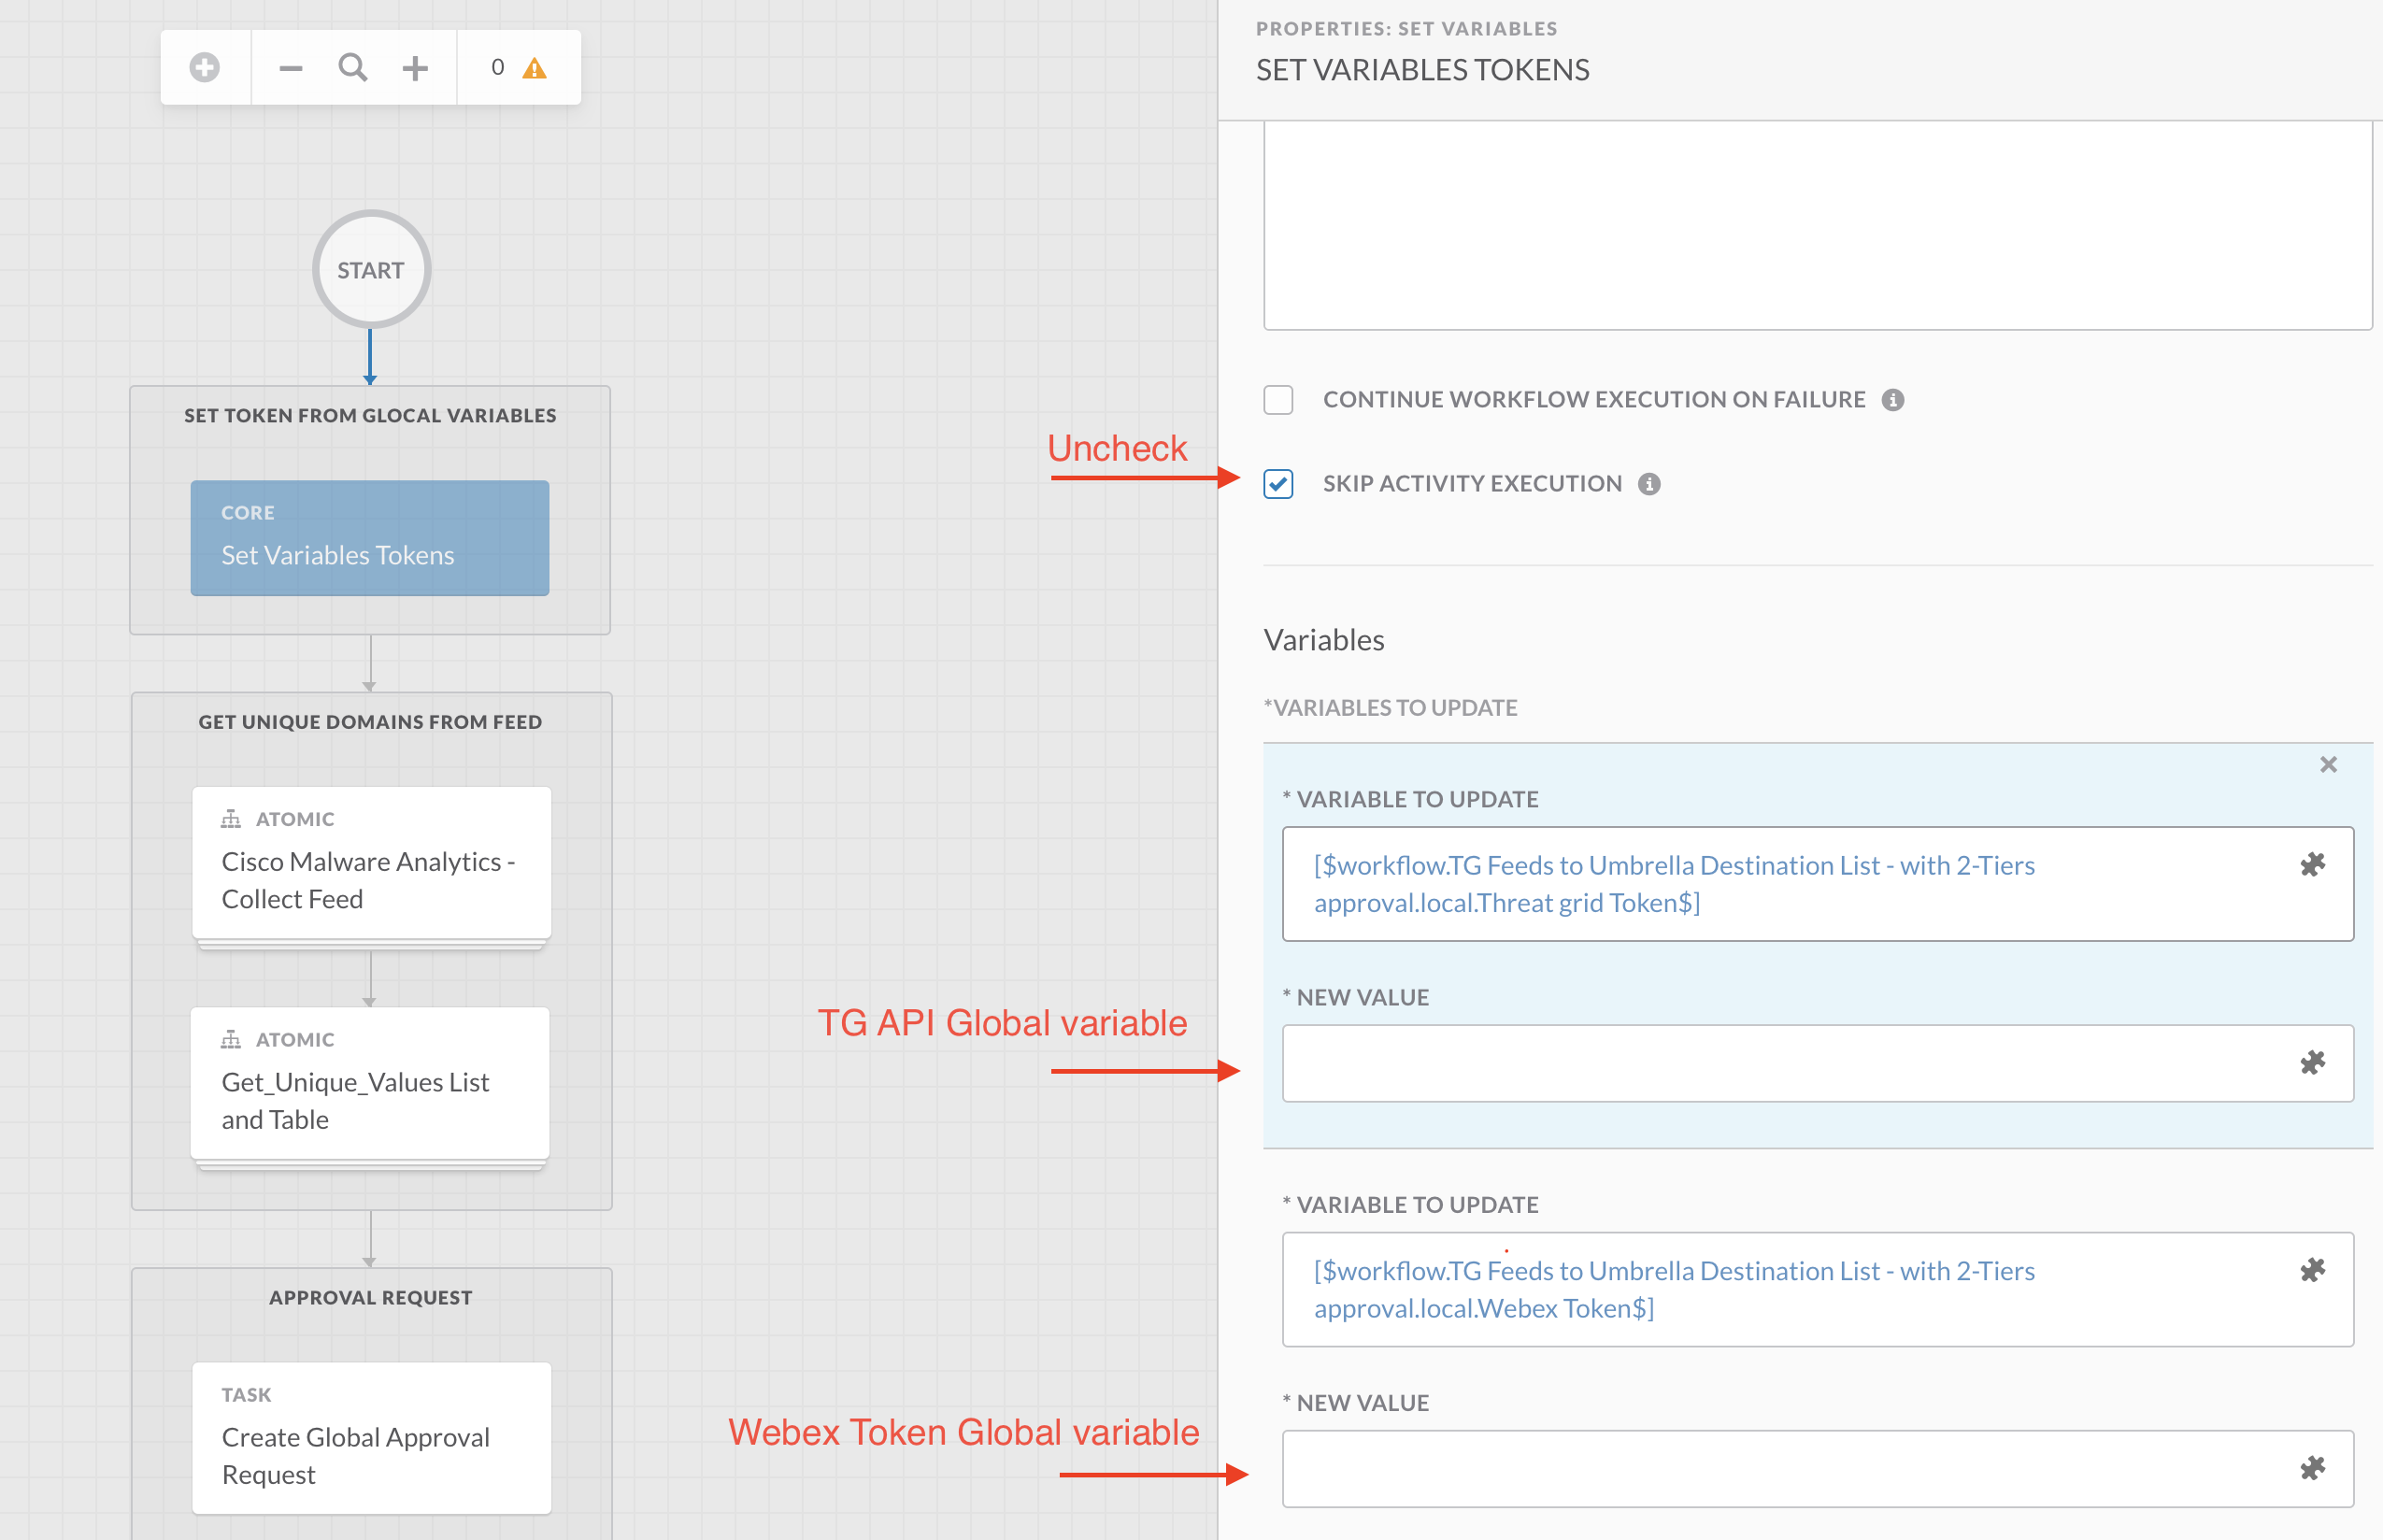 0
START
SET TOKEN FROM GLOCAL VARIABLES
CORE
Set Variables Tokens
GET UNIQUE DOMAINS FROM FEED
ATOMIC
Cisco Malware Analytics -
Collect Feed
ATOMIC
Get_Unique_Values List
and Table
APPROVAL REQUEST
TASK
Create Global Approval
Request
Uncheck
TG API Global variable
Webex Token Global variable
PROPERTIES: SET VARIABLES
SET VARIABLES TOKENS
CONTINUE WORKFLOW EXECUTION ON FAILURE
SKIP ACTIVITY EXECUTION
Variables
*VARIABLES TO UPDATE
* VARIABLE TO UPDATE
[$workflow.TG Feeds to Umbrella Destination List - with 2-Tiers
approval.local.Threat grid Token$]
* NEW VALUE
* VARIABLE TO UPDATE
[$workflow.TG Feeds to Umbrella Destination List - with 2-Tiers
approval.local.Webex Token$]
* NEW VALUE